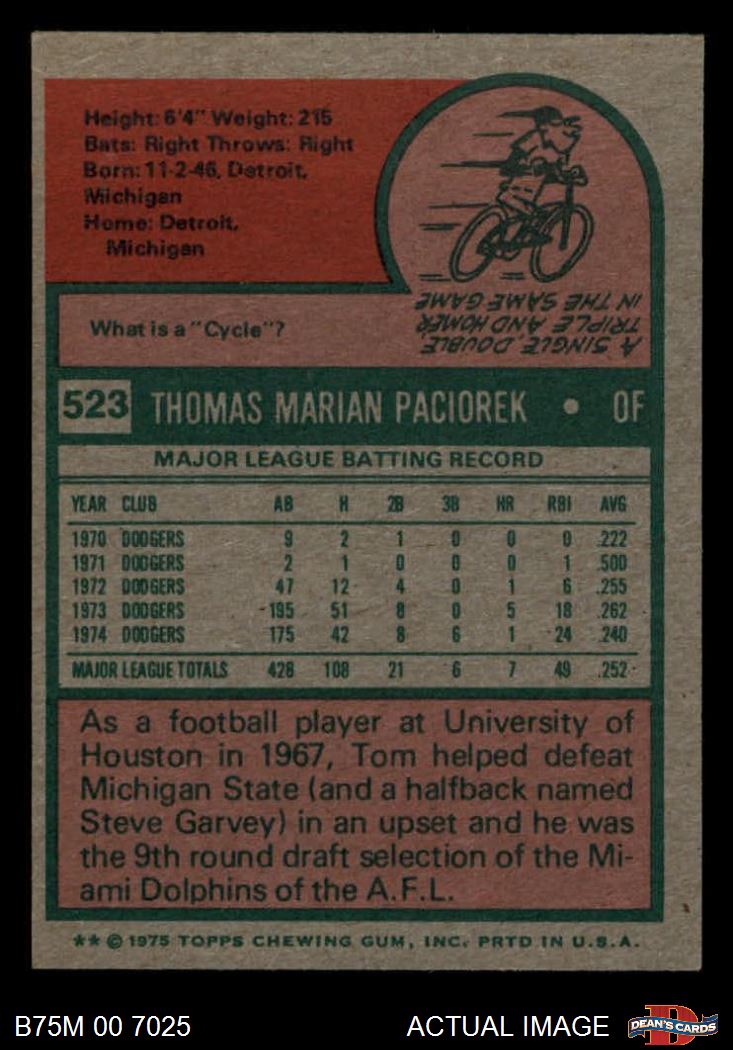 Height: 6'4" Weight: 215
Bats: Right Throws: Right
Born: 11-2-46, Detroit,
Michigan
Home: Detroit,
Michigan
What is a "Cycle"?
A SINGLE, DOUBLE,
TRIPLE AND HOMER
IN THE SAME GAME
523 THOMAS MARIAN PACIOREK • OF
MAJOR LEAGUE BATTING RECORD
YEAR CLUB AB H 2B 3B HR RBI AVG
1970 DODGERS 9 2 1 0 0 0 .222
1971 DODGERS 2 1 0 0 0 1 .500
1972 DODGERS 47 12 4 0 1 6 .255
1973 DODGERS 195 51 8 0 5 18 .262
1974 DODGERS 175 42 8 6 1 24 .240
MAJOR LEAGUE TOTALS 428 108 21 6 7 49 .252
As a football player at University of
Houston in 1967, Tom helped defeat
Michigan State (and a halfback named
Steve Garvey) in an upset and he was
the 9th round draft selection of the Mi-
ami Dolphins of the A.F.L.
** © 1975 TOPPS CHEWING GUM, INC. PRTD IN U.S.A.
B75M 00 7025 ACTUAL IMAGE D DEAN'S CARDS